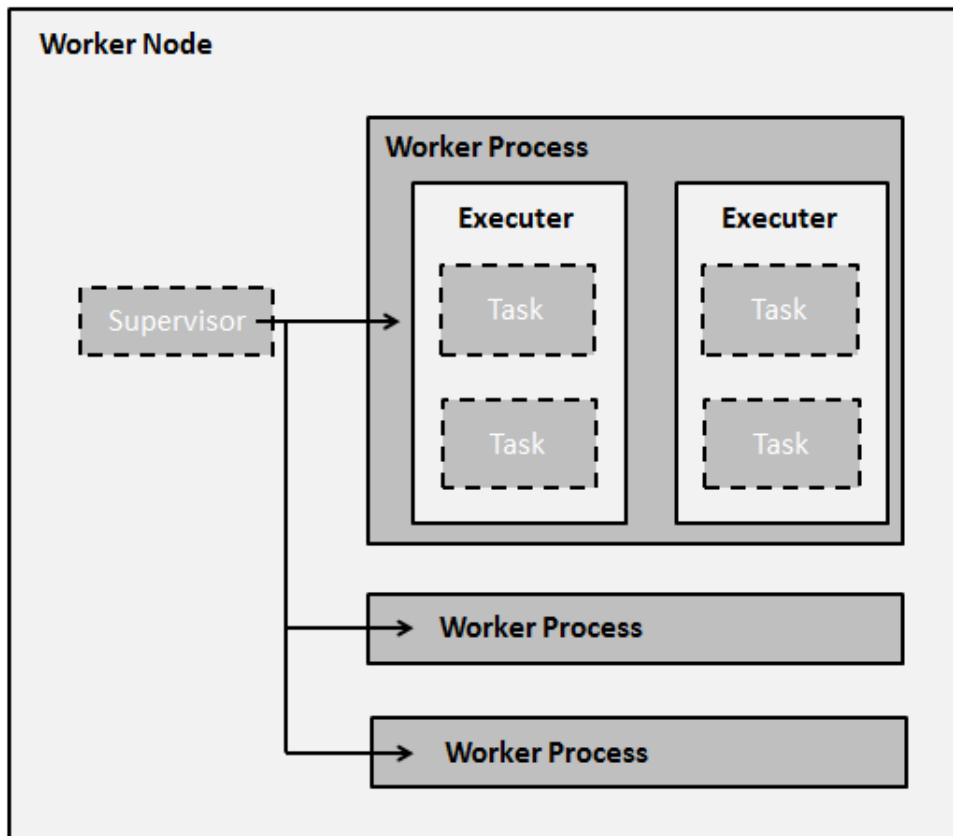 Worker Node
Worker Process
Executer
Executer
Supervisor
Task
Task
Task
Task
Worker Process
Worker Process